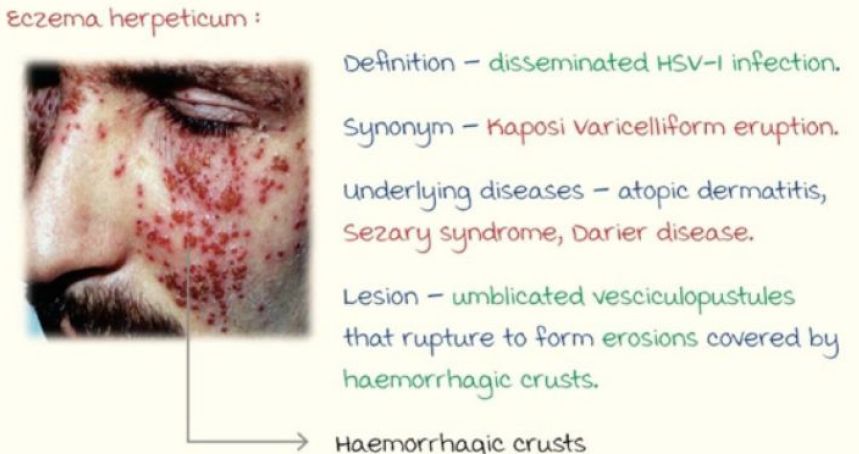 Eczema herpeticum :
Definition – disseminated HSV-1 infection.
Synonym – Kaposi Varicelliform eruption.
Underlying diseases – atopic dermatitis,
Sezary syndrome, Darier disease.
Lesion – umblicated vesciculopustules
that rupture to form erosions covered by
haemorrhagic crusts.
Haemorrhagic crusts